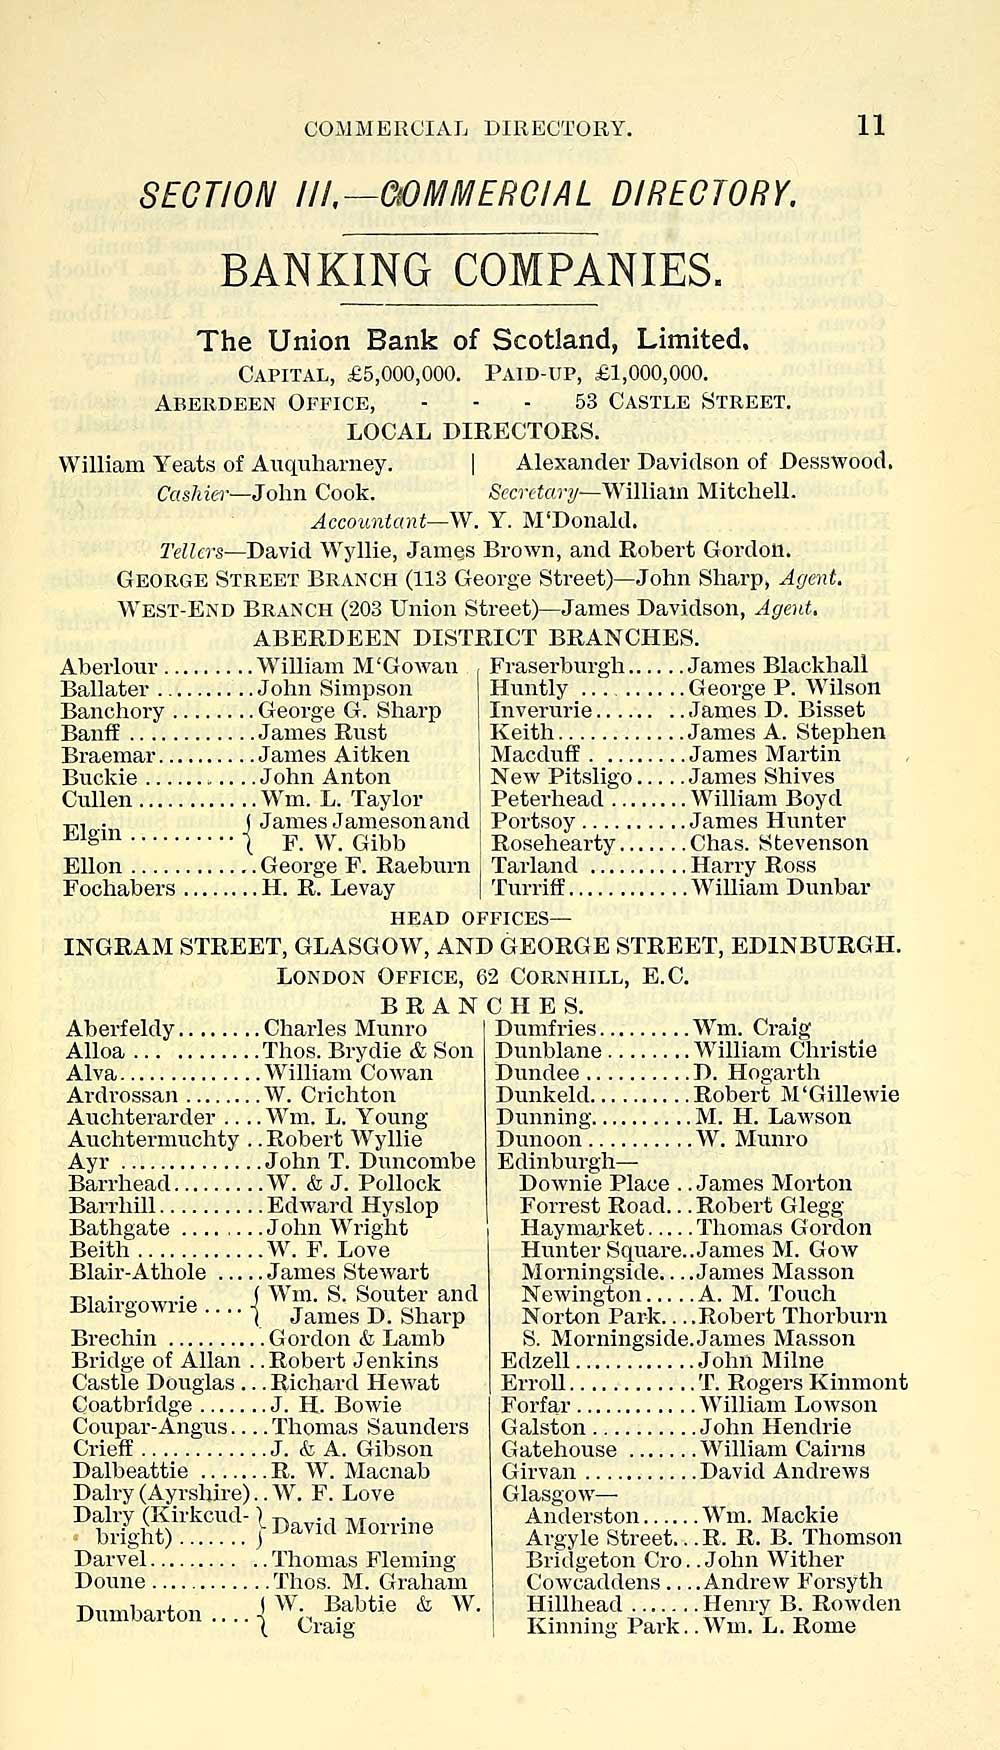 COMMERCIAL DIRECTORY. 11
SECTION III.—COMMERCIAL DIRECTORY.
BANKING COMPANIES.
The Union Bank of Scotland, Limited.
CAPITAL, £5,000,000. PAID-UP, £1,000,000.
ABERDEEN OFFICE, - - - 53 CASTLE STREET.
LOCAL DIRECTORS.
William Yeats of Auquharney. | Alexander Davidson of Desswood.
Cashier—John Cook. Secretary—William Mitchell.
Accountant—W. Y. M'Donald.
Tellers—David Wyllie, James Brown, and Robert Gordon.
GEORGE STREET BRANCH (113 George Street)—John Sharp, Agent.
WEST-END BRANCH (203 Union Street)—James Davidson, Agent.
ABERDEEN DISTRICT BRANCHES.
Aberlour.........William M'Gowan
Ballater..........John Simpson
Banchory........George G. Sharp
Banff............James Rust
Braemar.........James Aitken
Buckie...........John Anton
Cullen...........Wm. L. Taylor
Elgin..........{ James Jameson and
F. W. Gibb
Ellon............George F. Raeburn
Fochabers.......H. R. Levay
Fraserburgh......James Blackhall
Huntly..........George P. Wilson
Inverurie........James D. Bisset
Keith............James A. Stephen
Macduff.........James Martin
New Pitsligo.....James Shives
Peterhead.......William Boyd
Portsoy..........James Hunter
Rosehearty......Chas. Stevenson
Tarland.........Harry Ross
Turriff...........William Dunbar
HEAD OFFICES—
INGRAM STREET, GLASGOW, AND GEORGE STREET, EDINBURGH.
LONDON OFFICE, 62 CORNHILL, E.C.
BRANCHES.
Aberfeldy........Charles Munro
Alloa............Thos. Brydie & Son
Alva.............William Cowan
Ardrossan.......W. Crichton
Auchterarder....Wm. L. Young
Auchtermuchty..Robert Wyllie
Ayr.............John T. Duncombe
Barrhead........W. & J. Pollock
Barrhill..........Edward Hyslop
Bathgate........John Wright
Beith............W. F. Love
Blair-Athole.....James Stewart
Blairgowrie....{ Wm. S. Souter and
James D. Sharp
Brechin.........Gordon & Lamb
Bridge of Allan..Robert Jenkins
Castle Douglas...Richard Hewat
Coatbridge.......J. H. Bowie
Coupar-Angus....Thomas Saunders
Crieff............J. & A. Gibson
Dalbeattie.......R. W. Macnab
Dalry (Ayrshire)..W. F. Love
Dalry (Kirkcud-
bright).......} David Morrine
Darvel...........Thomas Fleming
Doune...........Thos. M. Graham
Dumbarton....{ W. Babtie & W.
Craig
Dumfries.........Wm. Craig
Dunblane........William Christie
Dundee..........D. Hogarth
Dunkeld.........Robert M'Gillewie
Dunning..........M. H. Lawson
Dunoon..........W. Munro
Edinburgh—
Downie Place..James Morton
Forrest Road...Robert Glegg
Haymarket.....Thomas Gordon
Hunter Square..James M. Gow
Morningside....James Masson
Newington.....A. M. Touch
Norton Park....Robert Thorburn
S. Morningside.James Masson
Edzell...........John Milne
Erroll............T. Rogers Kinmont
Forfar...........William Lowson
Galston..........John Hendrie
Gatehouse.......William Cairns
Girvan..........David Andrews
Glasgow—
Anderston......Wm. Mackie
Argyle Street...R. R. B. Thomson
Bridgeton Cro..John Wither
Cowcaddens....Andrew Forsyth
Hillhead.......Henry B. Rowden
Kinning Park..Wm. L. Rome